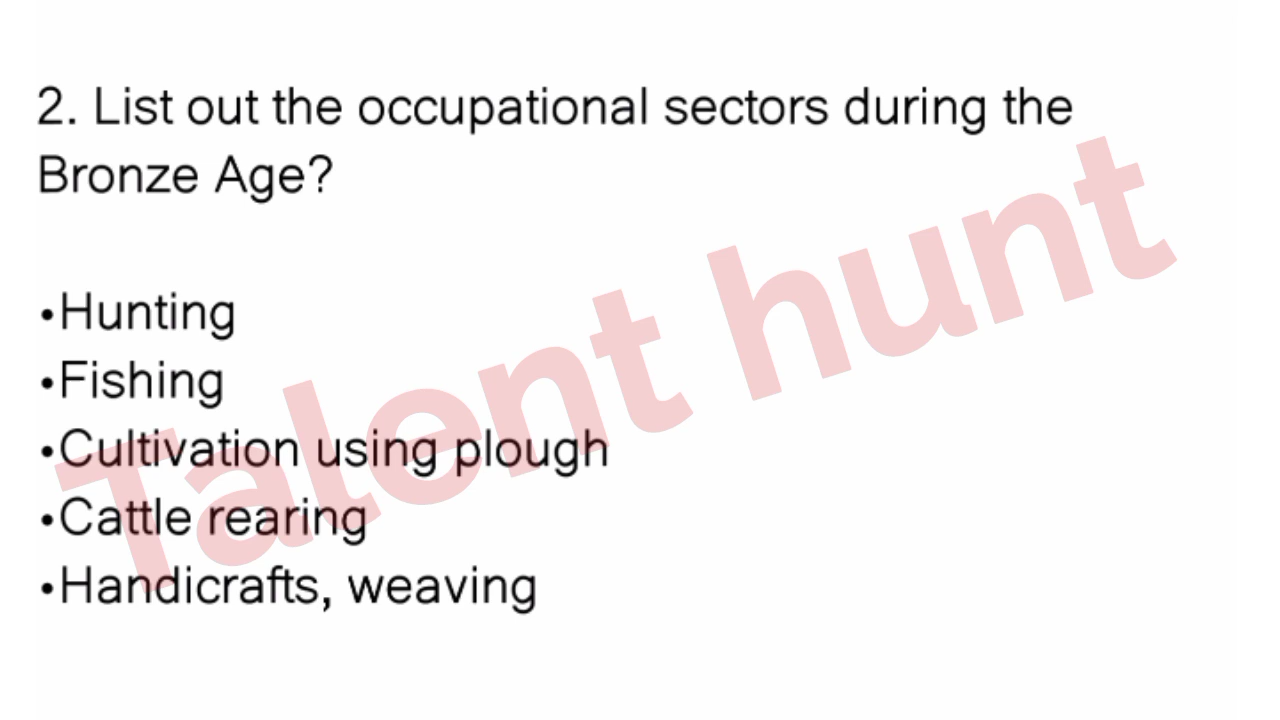 2. List out the occupational sectors during the
Bronze Age?
•Hunting
•Fishing
•Cultivation using plough
•Cattle rearing
•Handicrafts, weaving
Talent hunt